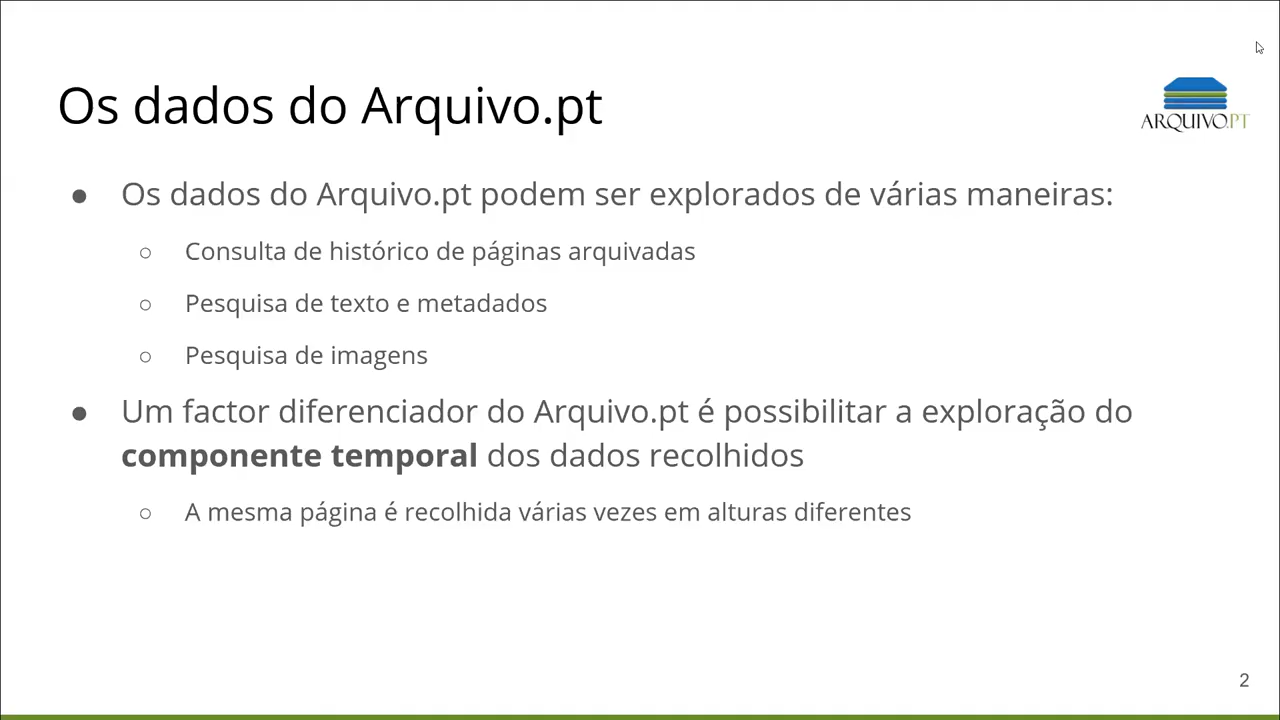 Os dados do Arquivo.pt
ARQUIVO.PT
● Os dados do Arquivo.pt podem ser explorados de várias maneiras:
○ Consulta de histórico de páginas arquivadas
○ Pesquisa de texto e metadados
○ Pesquisa de imagens
● Um factor diferenciador do Arquivo.pt é possibilitar a exploração do
componente temporal dos dados recolhidos
○ A mesma página é recolhida várias vezes em alturas diferentes
2